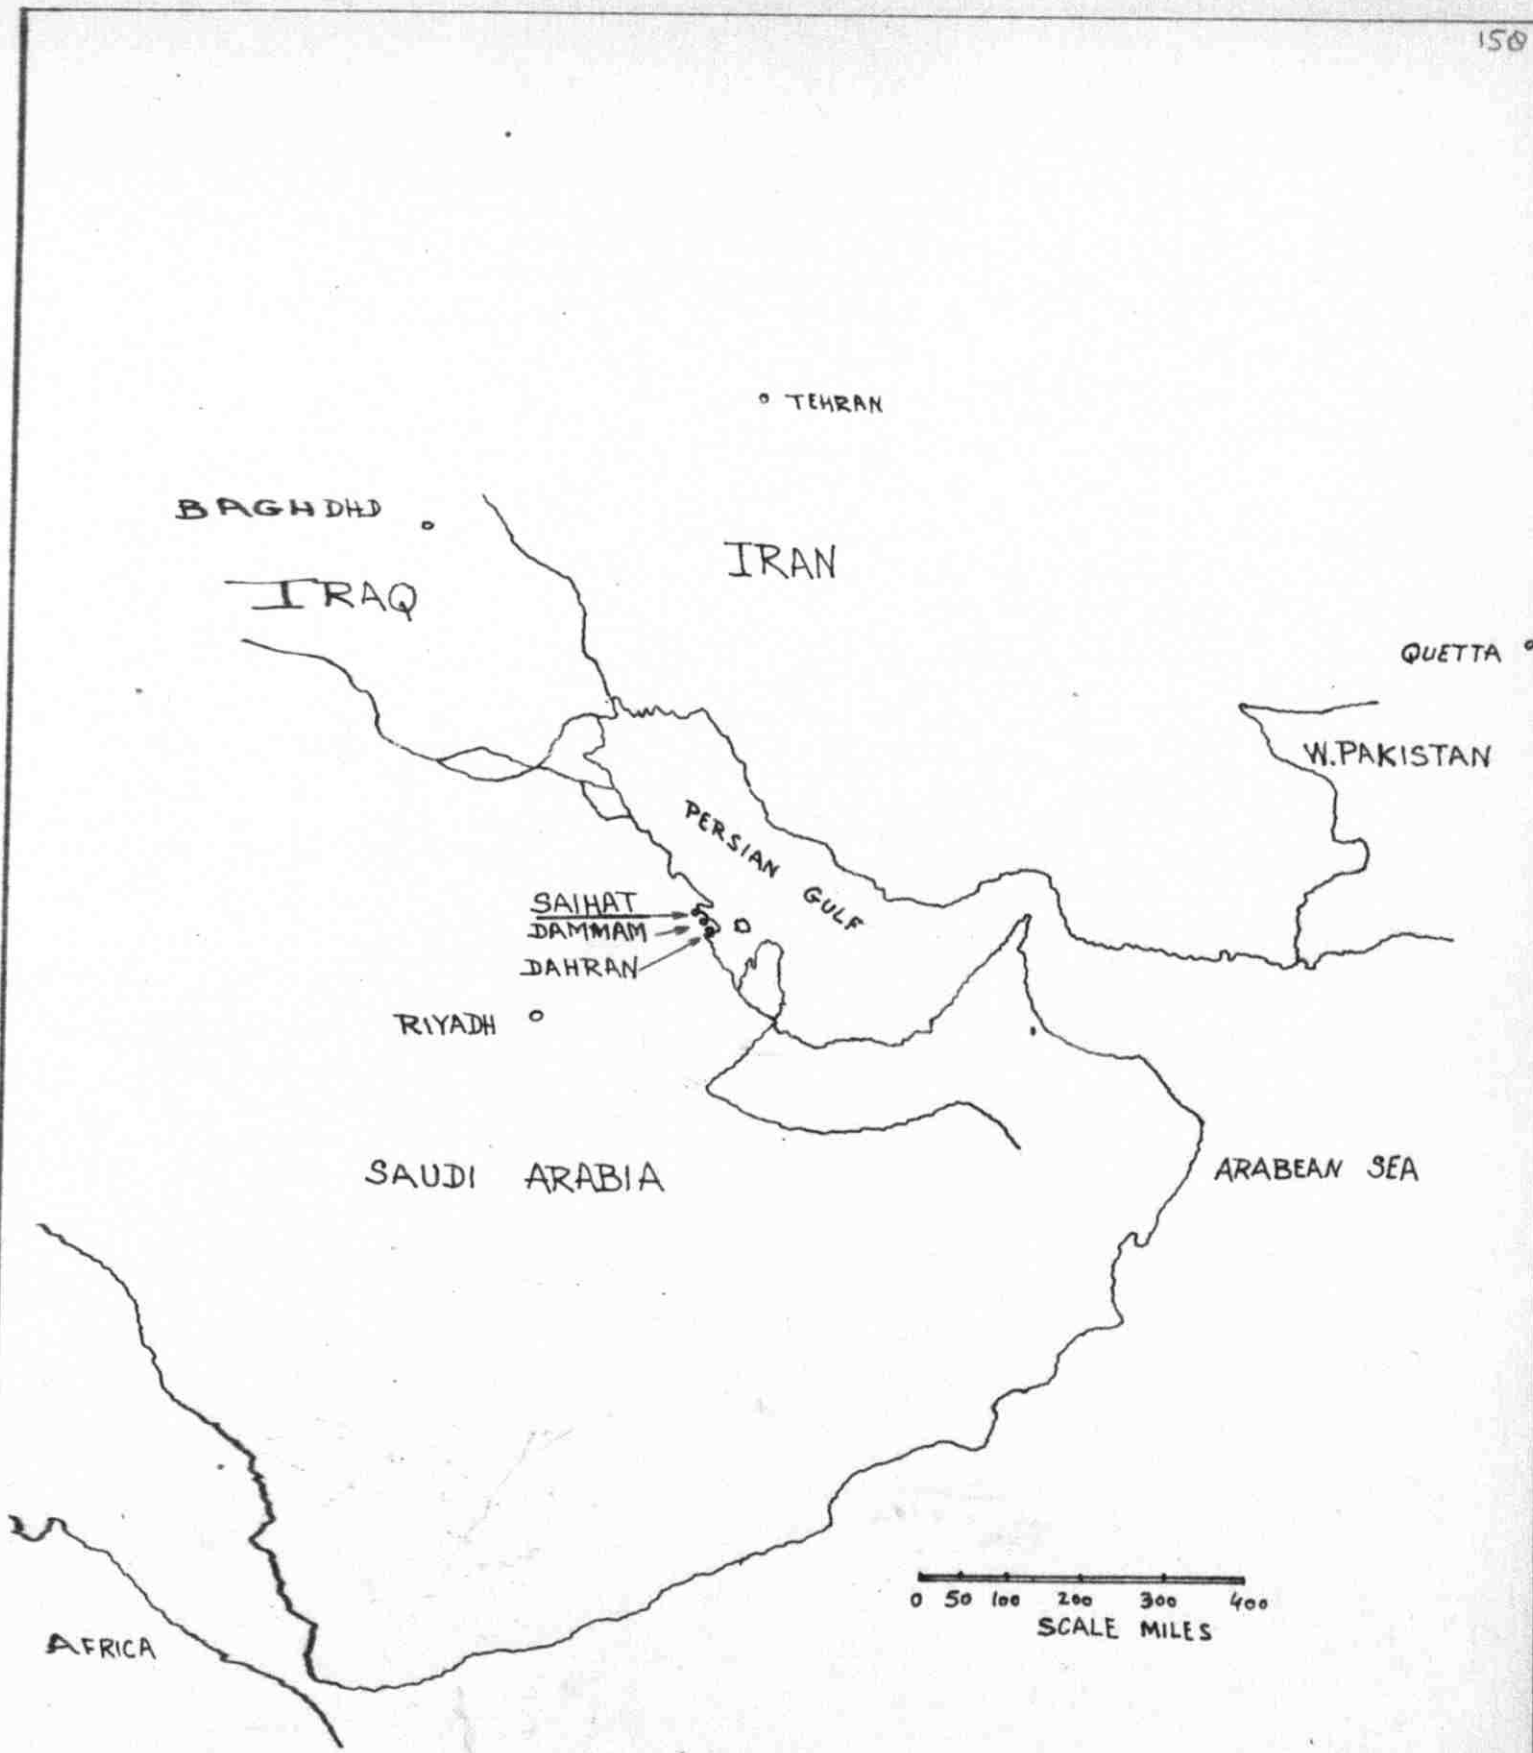 158
TEHRAN
BAGHDHD
IRAN
IRAQ
QUETTA
W.PAKISTAN
PERSIAN GULF
SAIHAT
DAMMAM
DAHRAN
RIYADH
SAUDI ARABIA
ARABEAN SEA
0 50 100 200 300 400
SCALE MILES
AFRICA